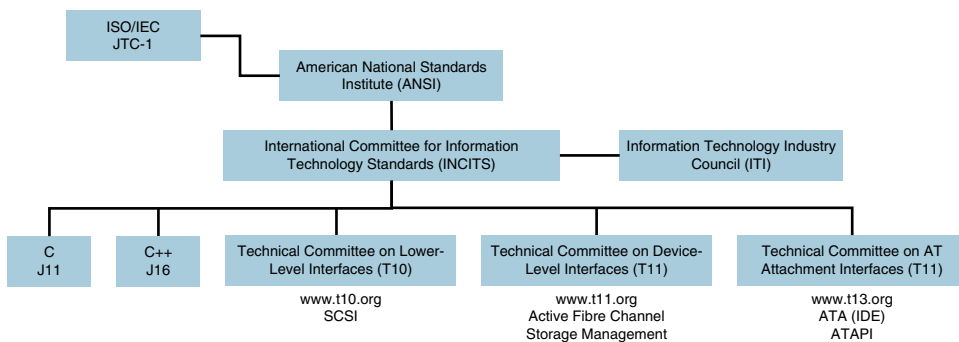 ISO/IEC
JTC-1
American National Standards
Institute (ANSI)
International Committee for Information
Technology Standards (INCITS)
Information Technology Industry
Council (ITI)
C
J11
C++
J16
Technical Committee on Lower-
Level Interfaces (T10)
www.t10.org
SCSI
Technical Committee on Device-
Level Interfaces (T11)
www.t11.org
Active Fibre Channel
Storage Management
Technical Committee on AT
Attachment Interfaces (T11)
www.t13.org
ATA (IDE)
ATAPI